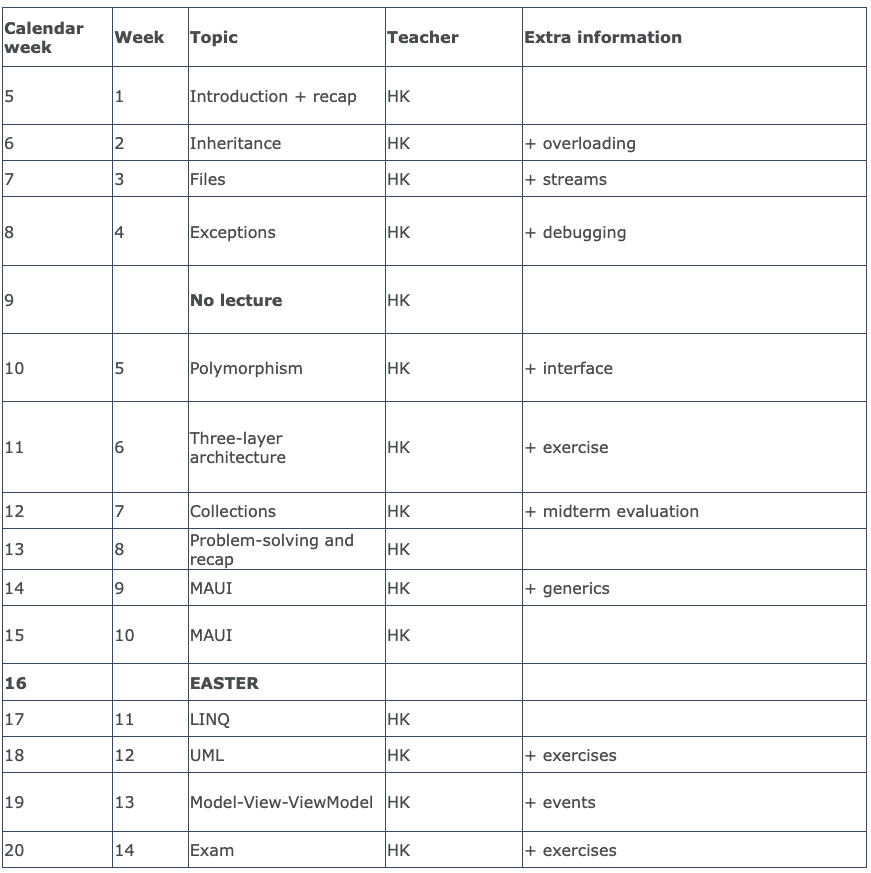 Calendar week Week Topic Teacher Extra information
5 1 Introduction + recap HK
6 2 Inheritance HK + overloading
7 3 Files HK + streams
8 4 Exceptions HK + debugging
9 No lecture HK
10 5 Polymorphism HK + interface
11 6 Three-layer architecture HK + exercise
12 7 Collections HK + midterm evaluation
13 8 Problem-solving and recap HK
14 9 MAUI HK + generics
15 10 MAUI HK
16 EASTER
17 11 LINQ HK
18 12 UML HK + exercises
19 13 Model-View-ViewModel HK + events
20 14 Exam HK + exercises